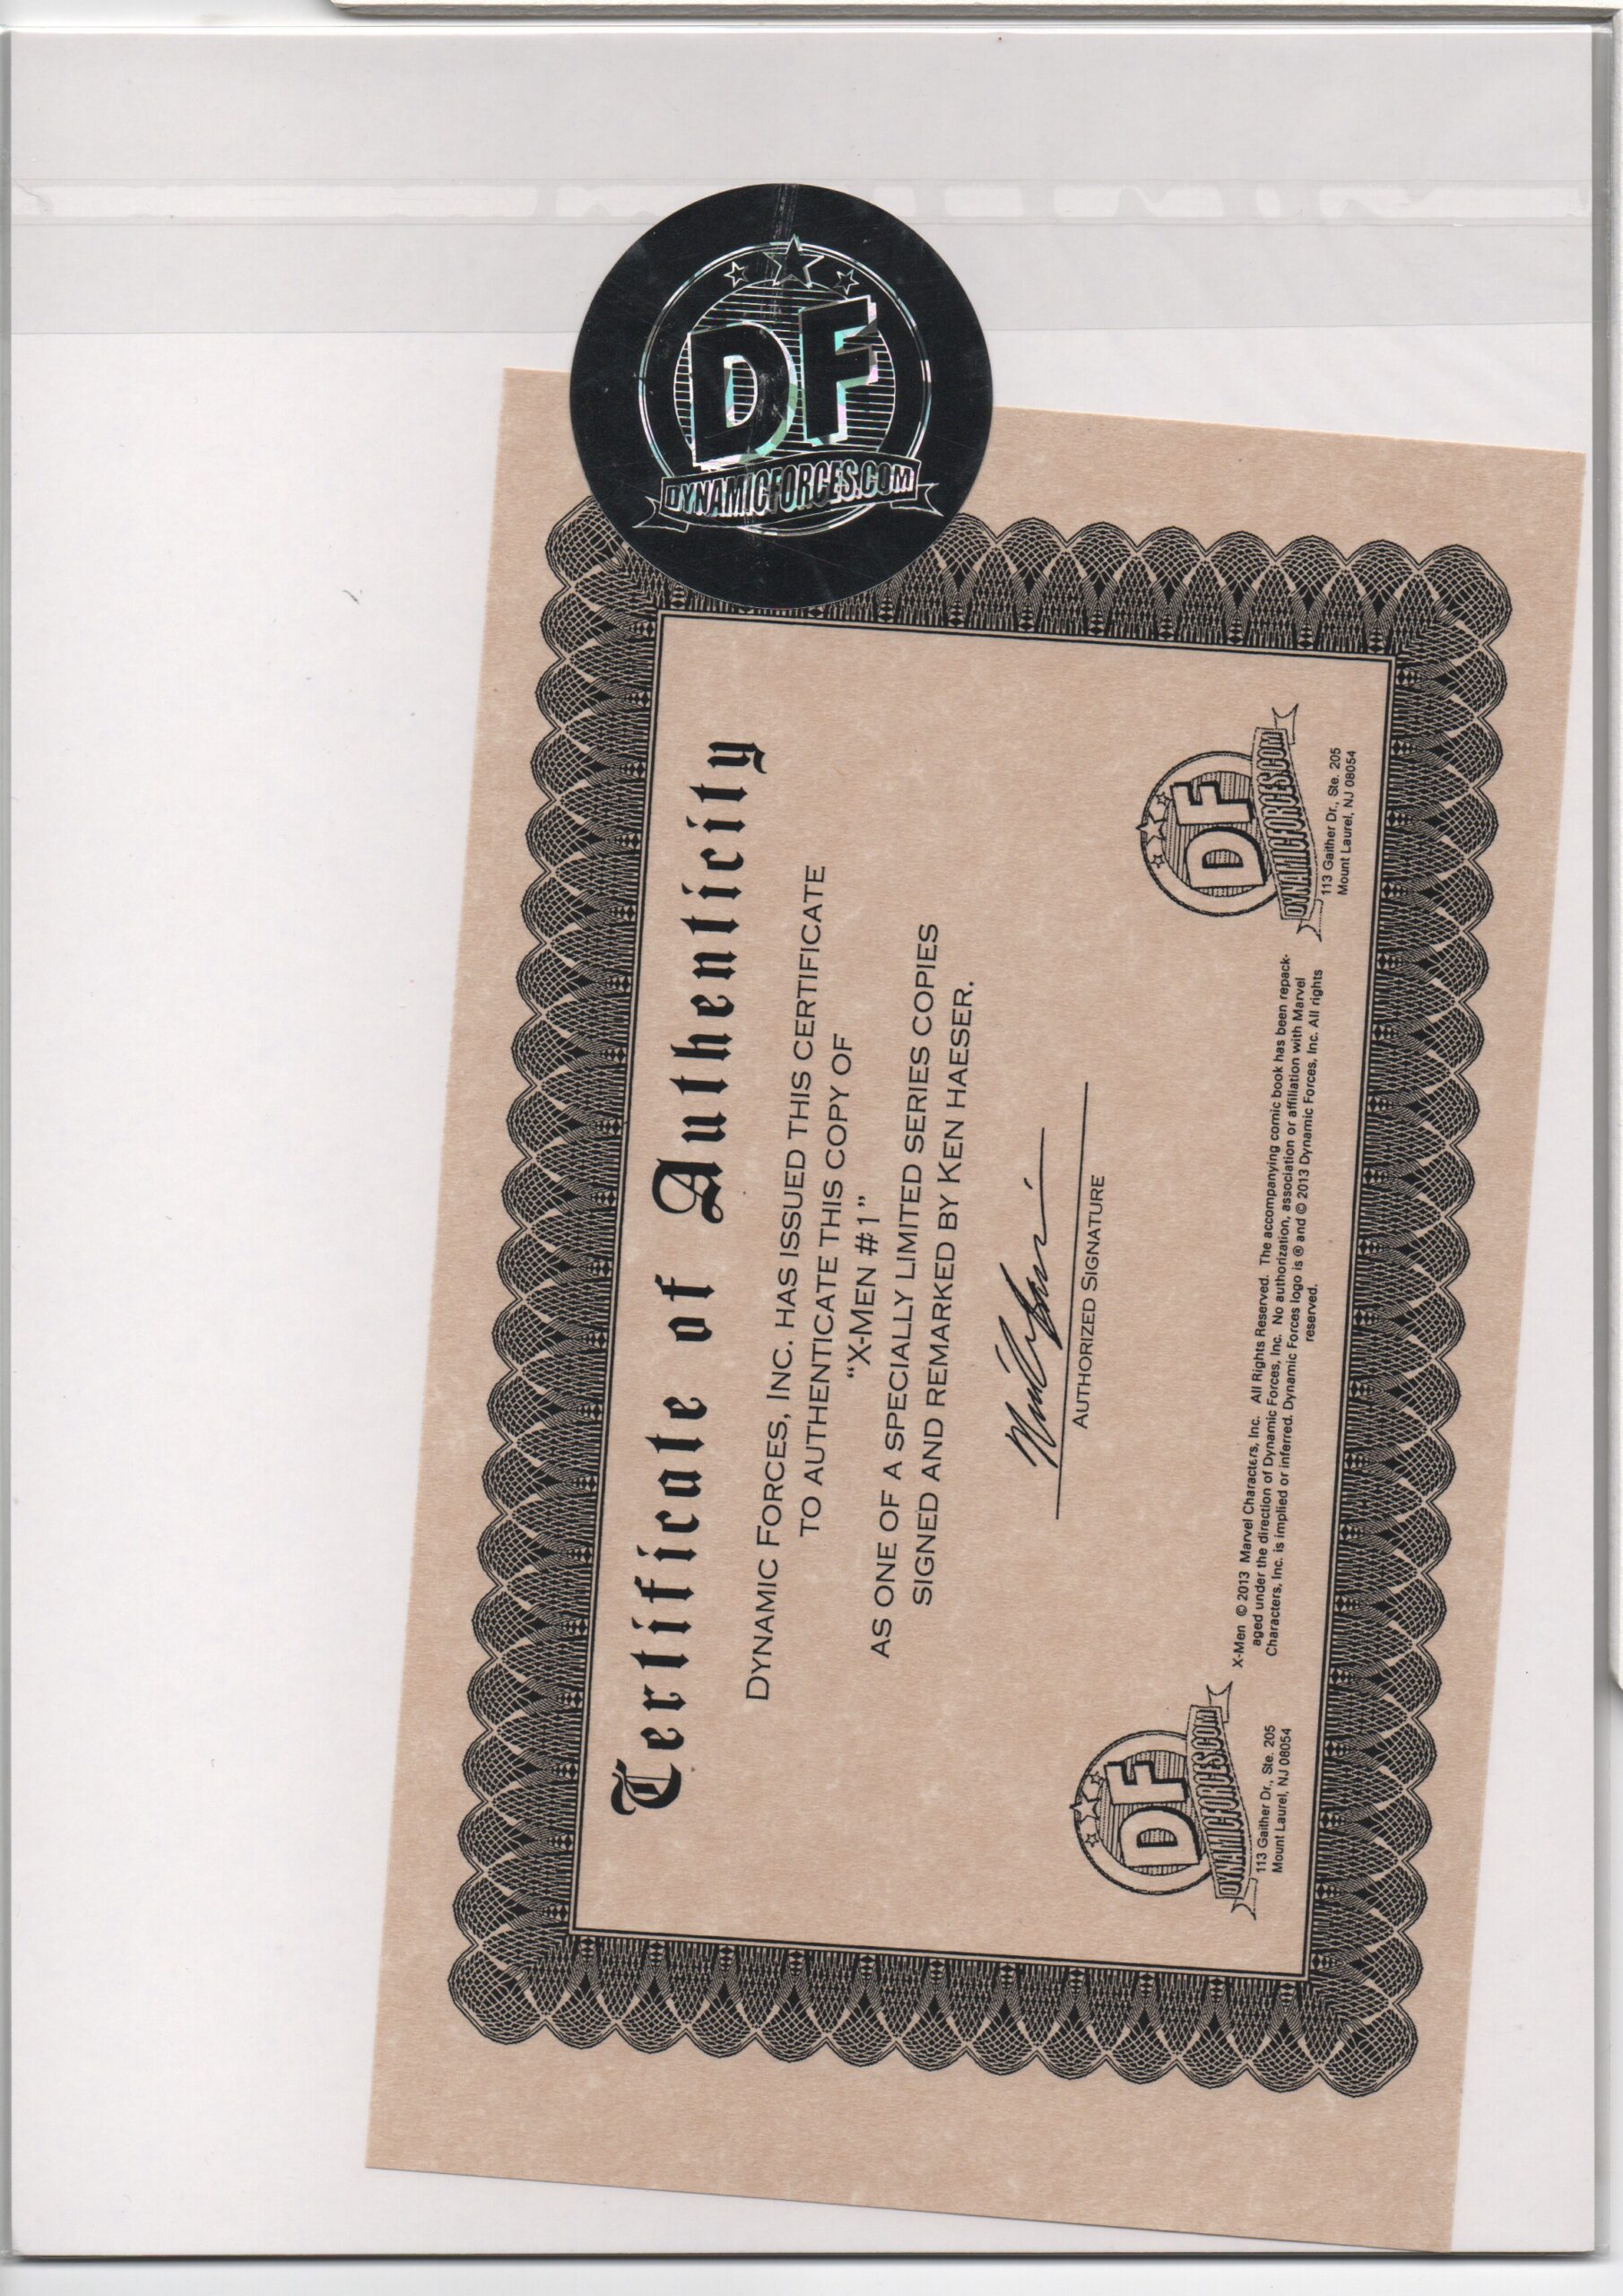 DF
DYNAMICFORCES.COM
Certificate of Authenticity
DYNAMIC FORCES, INC. HAS ISSUED THIS CERTIFICATE
TO AUTHENTICATE THIS COPY OF
“X-MEN #1”
AS ONE OF A SPECIALLY LIMITED SERIES COPIES
SIGNED AND REMARKED BY KEN HAESER.
AUTHORIZED SIGNATURE
DF
DYNAMICFORCES.COM
113 Gaither Dr., Ste. 205
Mount Laurel, NJ 08054
X-Men © 2013 Marvel Characters, Inc. All Rights Reserved. The accompanying comic book has been repack-
aged under the direction of Dynamic Forces, Inc. No authorization, association or affiliation with Marvel
Characters, Inc. is implied or inferred. Dynamic Forces logo is ® and © 2013 Dynamic Forces, Inc. All rights
reserved.
DF
DYNAMICFORCES.COM
113 Gaither Dr., Ste. 205
Mount Laurel, NJ 08054